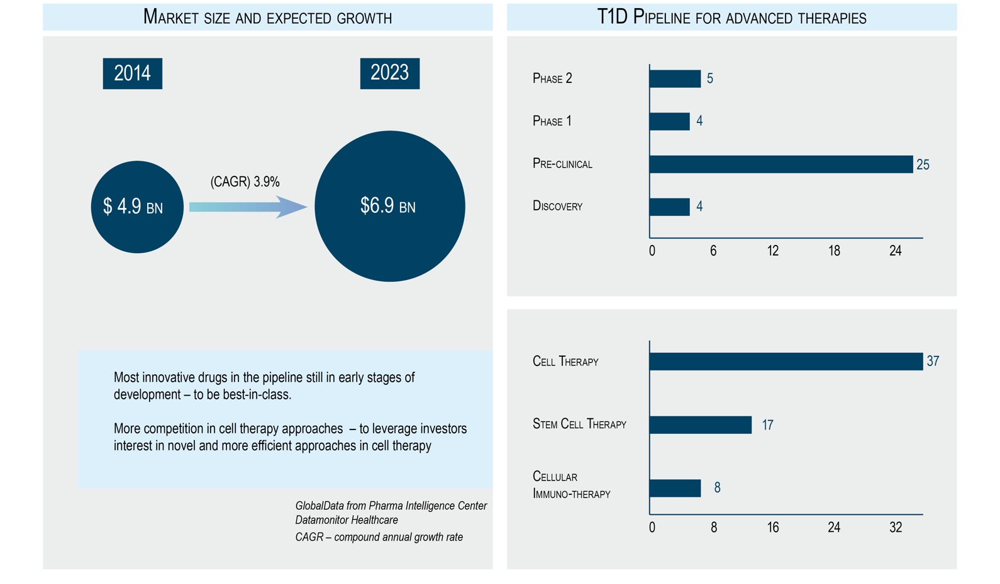 Market size and expected growth
2014
2023
(CAGR) 3.9%
$ 4.9 bn
$6.9 bn
Most innovative drugs in the pipeline still in early stages of
development – to be best-in-class.
More competition in cell therapy approaches – to leverage investors
interest in novel and more efficient approaches in cell therapy
GlobalData from Pharma Intelligence Center
Datamonitor Healthcare
CAGR – compound annual growth rate
T1D Pipeline for advanced therapies
Phase 2 5
Phase 1 4
Pre-clinical 25
Discovery 4
0 6 12 18 24
Cell Therapy 37
Stem Cell Therapy 17
Cellular
Immuno-therapy 8
0 8 16 24 32